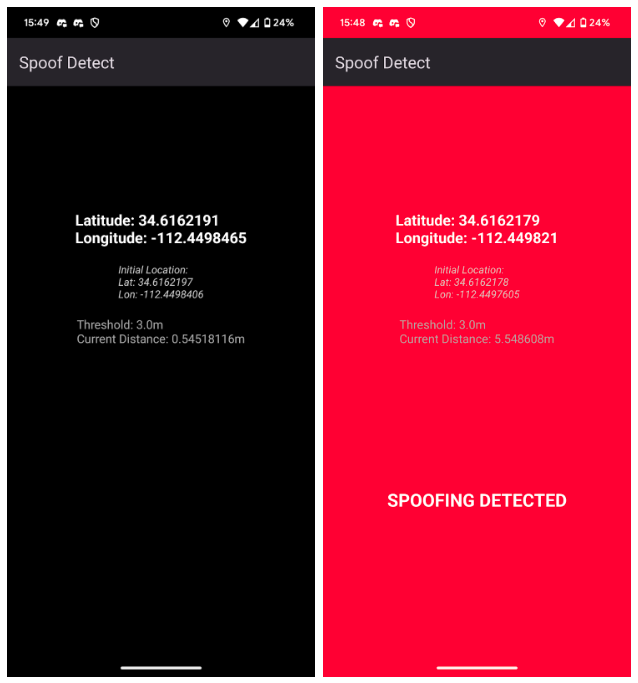 15:49
24%
Spoof Detect
Latitude: 34.6162191
Longitude: -112.4498465
Initial Location:
Lat: 34.6162197
Lon: -112.4498406
Threshold: 3.0m
Current Distance: 0.54518116m
15:48
24%
Spoof Detect
Latitude: 34.6162179
Longitude: -112.449821
Initial Location:
Lat: 34.6162178
Lon: -112.4497605
Threshold: 3.0m
Current Distance: 5.548608m
SPOOFING DETECTED